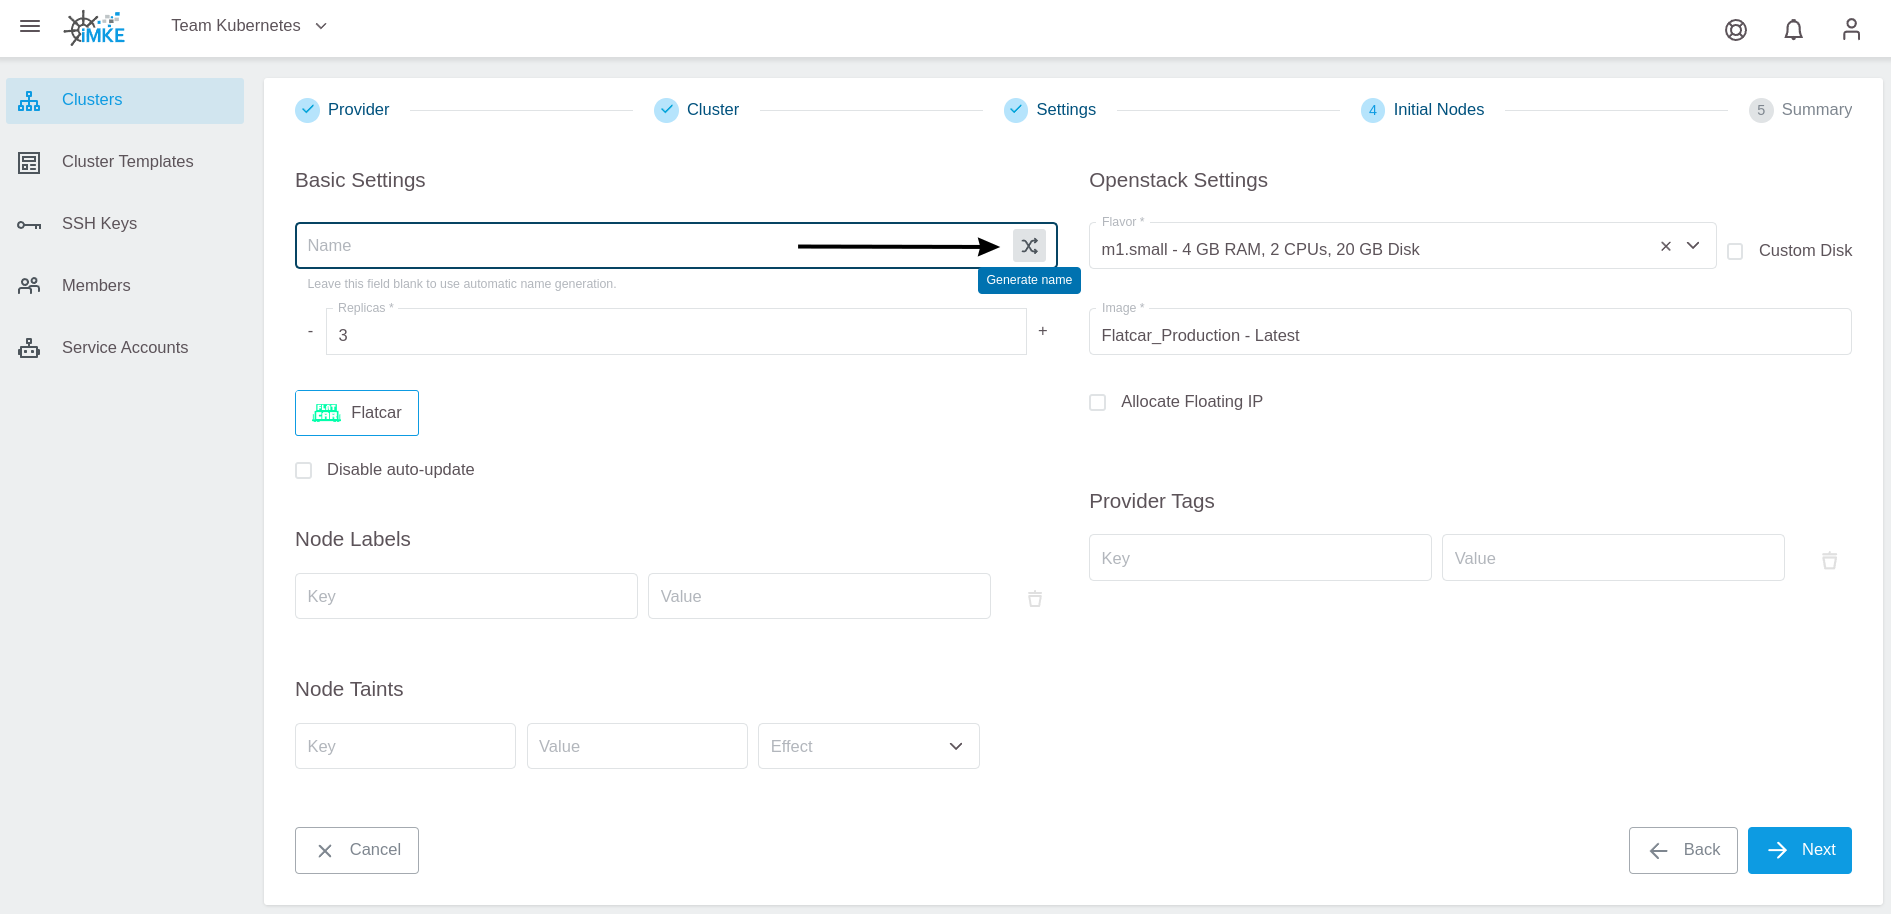 iMKE
Team Kubernetes
Clusters
Cluster Templates
SSH Keys
Members
Service Accounts
Provider
Cluster
Settings
4 Initial Nodes
5 Summary
Basic Settings
Name
Generate name
Leave this field blank to use automatic name generation.
Replicas *
- 3 +
FLAT
CAR
Flatcar
Disable auto-update
Node Labels
Key
Value
Node Taints
Key
Value
Effect
Openstack Settings
Flavor *
m1.small - 4 GB RAM, 2 CPUs, 20 GB Disk
Custom Disk
Image *
Flatcar_Production - Latest
Allocate Floating IP
Provider Tags
Key
Value
Cancel
Back
Next